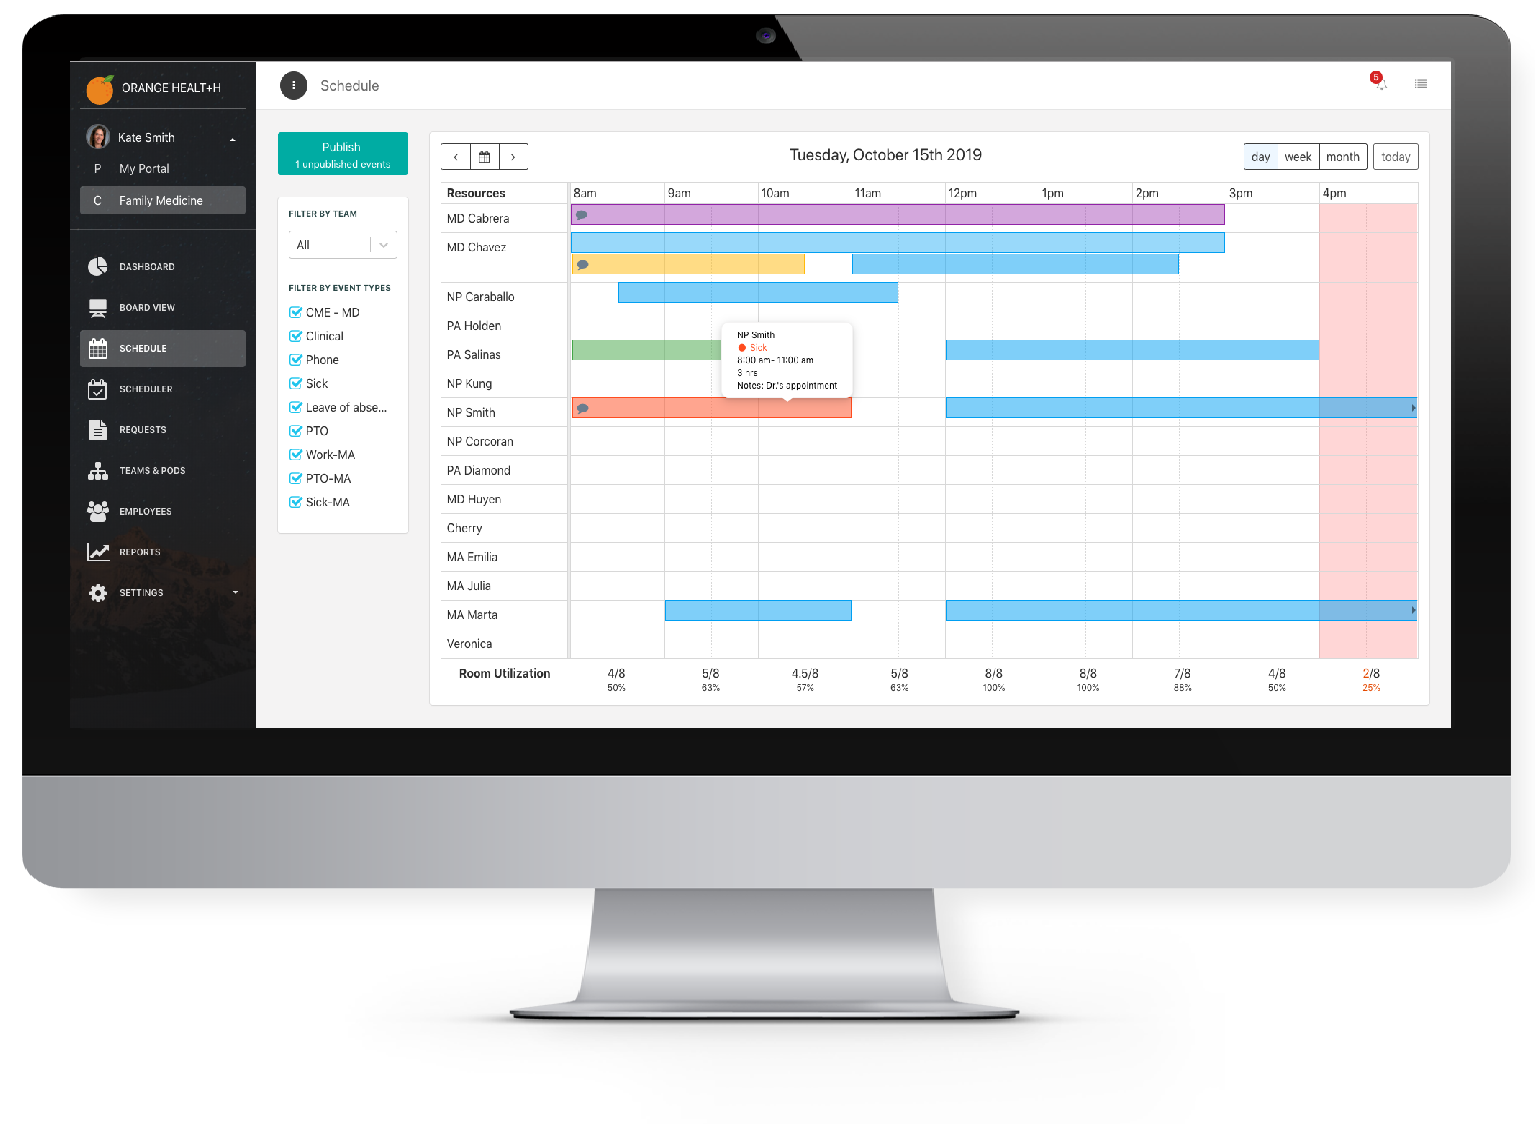 ORANGE HEALT+H
Kate Smith
P My Portal
C Family Medicine
DASHBOARD
BOARD VIEW
SCHEDULE
SCHEDULER
REQUESTS
TEAMS & PODS
EMPLOYEES
REPORTS
SETTINGS
Schedule
5
Publish
1 unpublished events
FILTER BY TEAM
All
FILTER BY EVENT TYPES
CME - MD
Clinical
Phone
Sick
Leave of abse...
PTO
Work-MA
PTO-MA
Sick-MA
Tuesday, October 15th 2019
day week month today
Resources 8am 9am 10am 11am 12pm 1pm 2pm 3pm 4pm
MD Cabrera
MD Chavez
NP Caraballo
PA Holden
PA Salinas
NP Kung
NP Smith
NP Corcoran
PA Diamond
MD Huyen
Cherry
MA Emilia
MA Julia
MA Marta
Veronica
NP Smith
Sick
8:00 am- 11:00 am
3 hrs
Notes: Dr.'s appointment
Room Utilization 4/8 5/8 4.5/8 5/8 8/8 8/8 7/8 4/8 2/8
50% 63% 57% 63% 100% 100% 88% 50% 25%